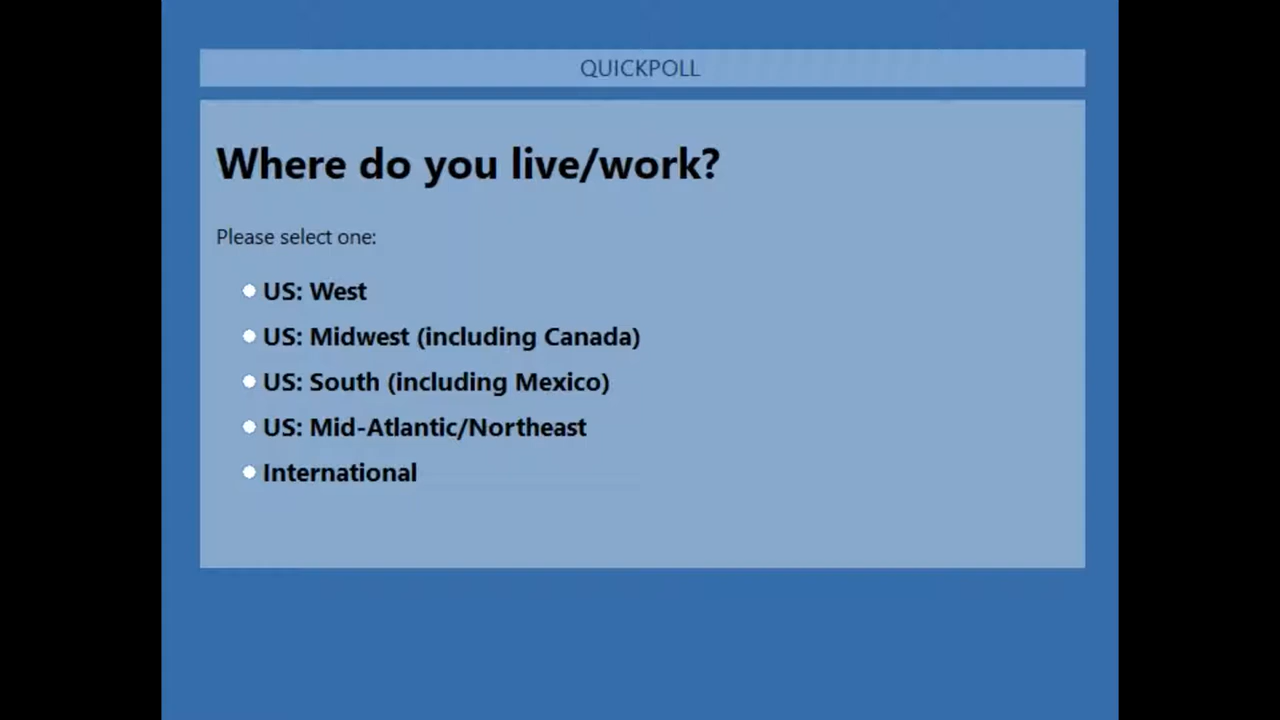 QUICKPOLL
Where do you live/work?
Please select one:
US: West
US: Midwest (including Canada)
US: South (including Mexico)
US: Mid-Atlantic/Northeast
International